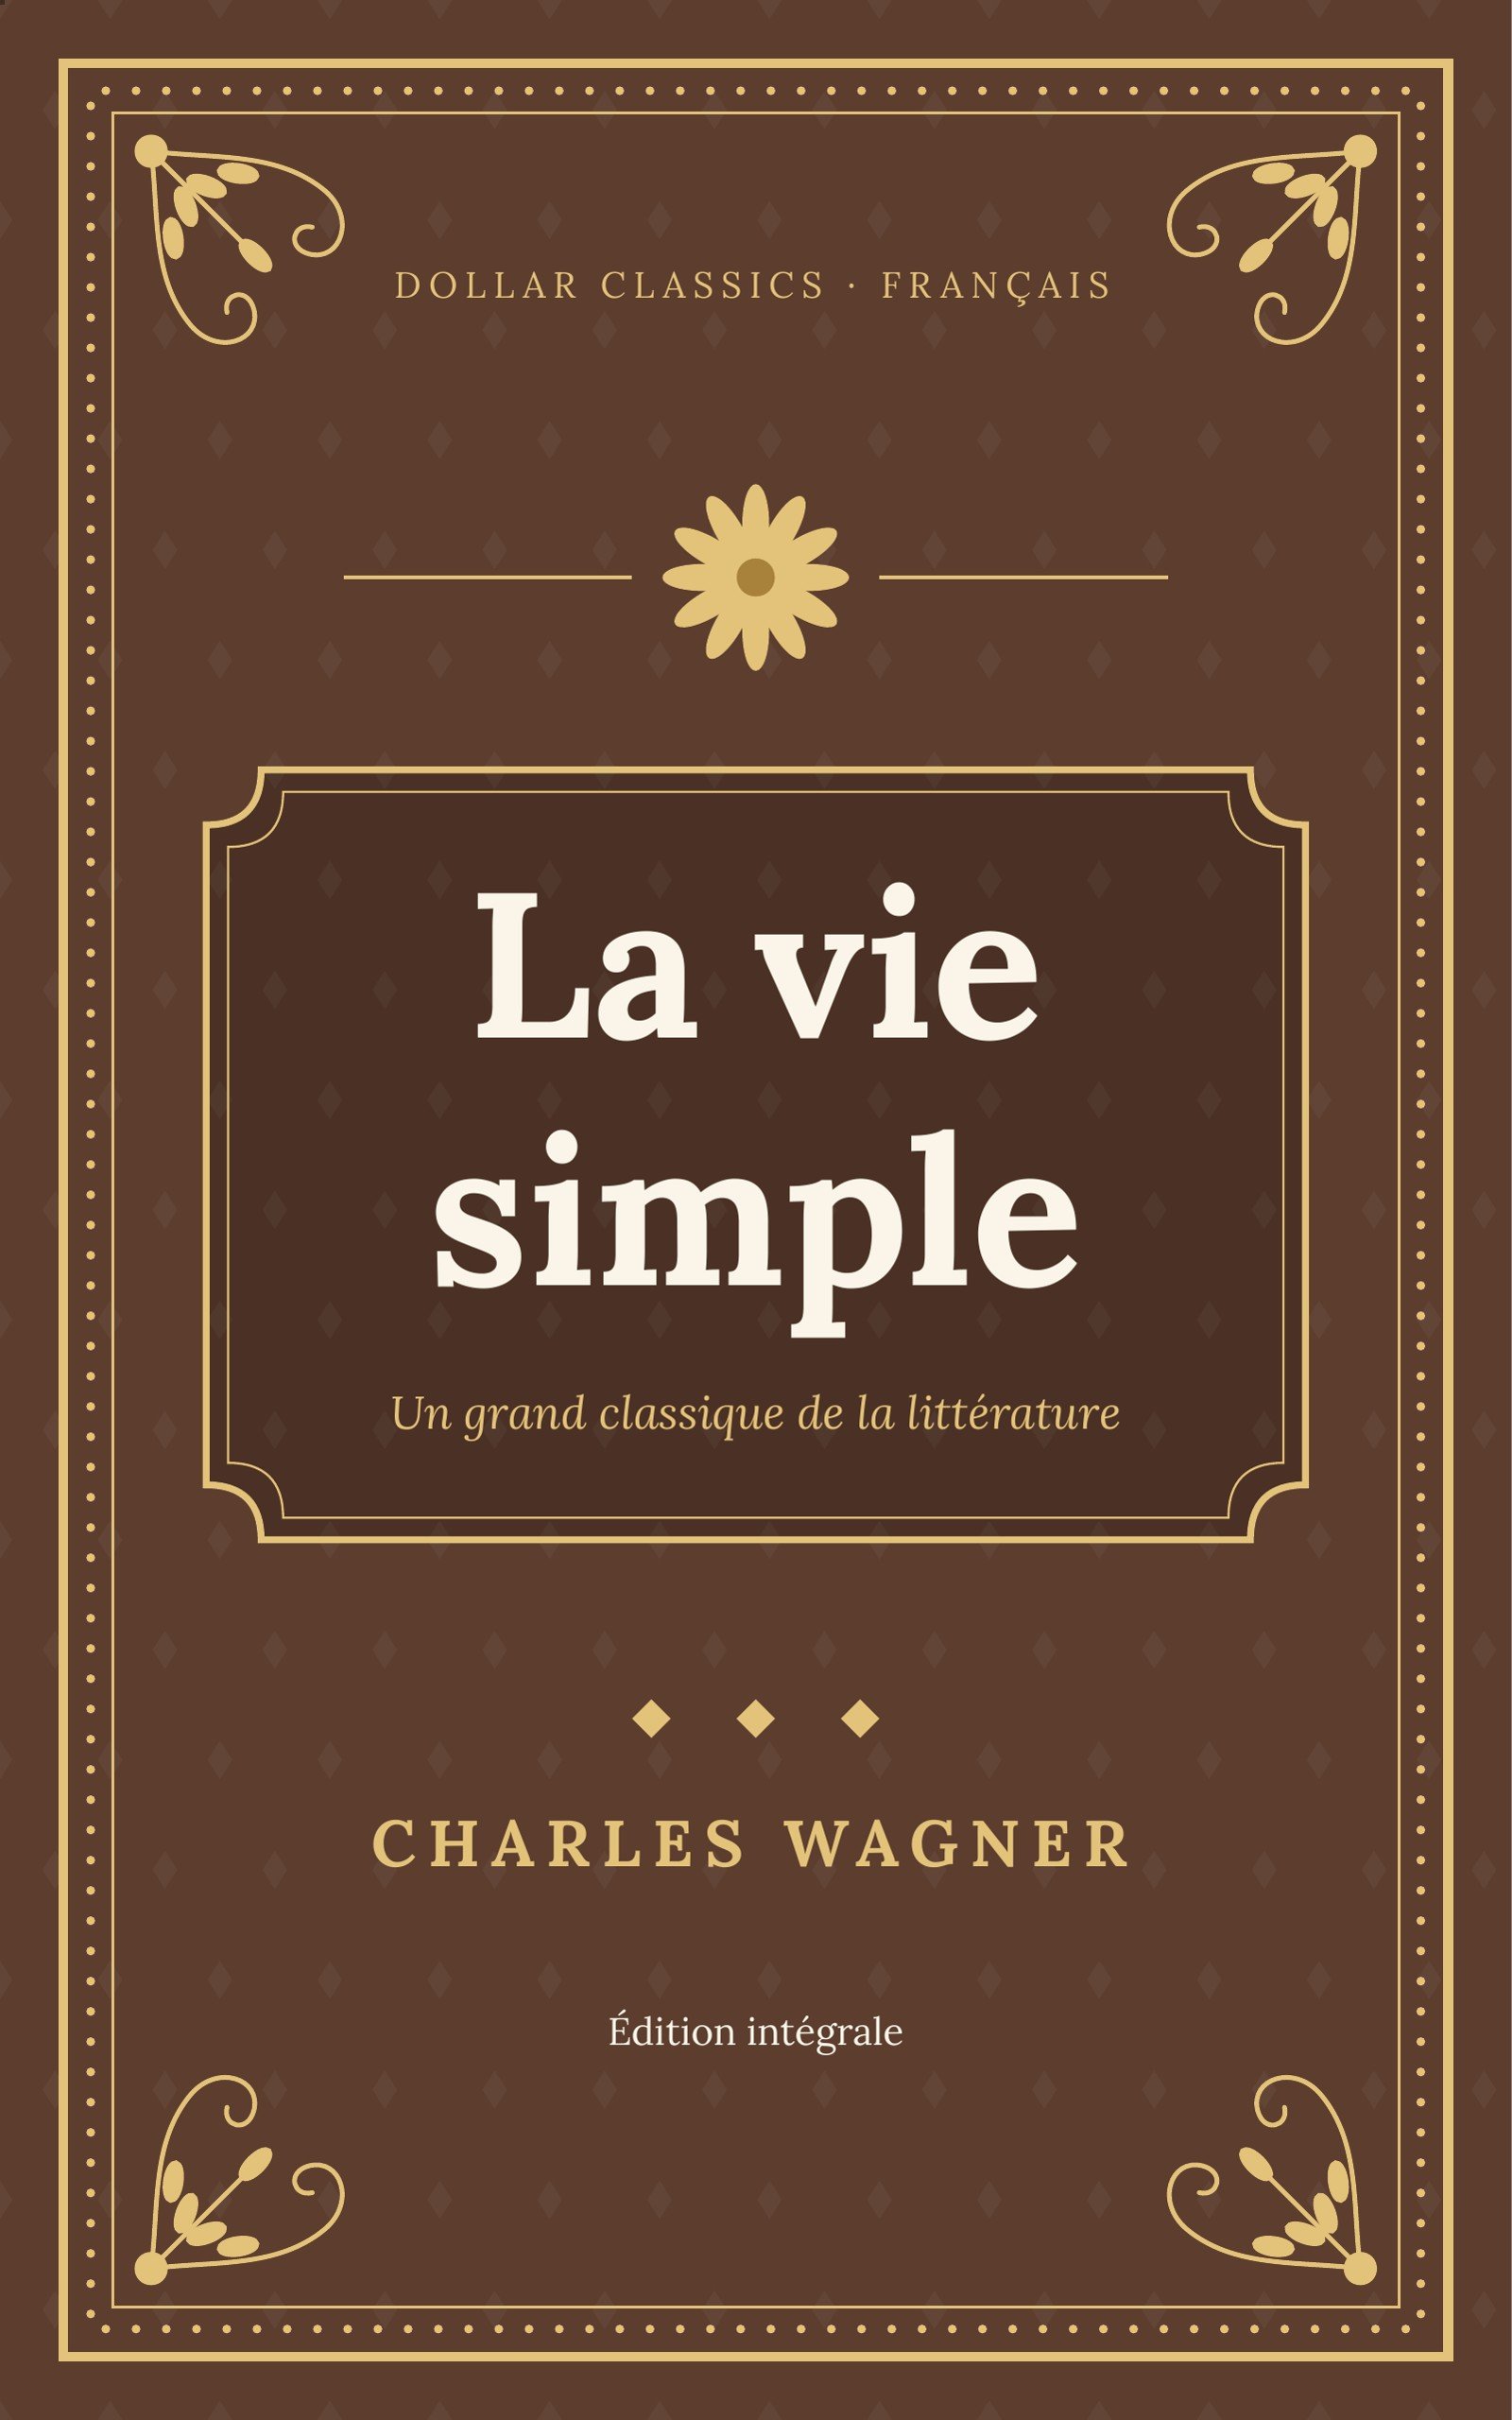 DOLLAR CLASSICS · FRANÇAIS
La vie
simple
Un grand classique de la littérature
CHARLES WAGNER
Édition intégrale